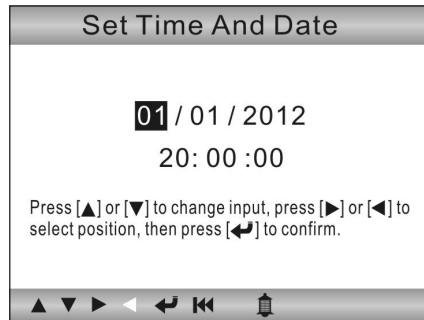 Set Time And Date
01 / 01 / 2012
20: 00 :00
Press [▲] or [▼] to change input, press [▶] or [◀] to
select position, then press [↵] to confirm.